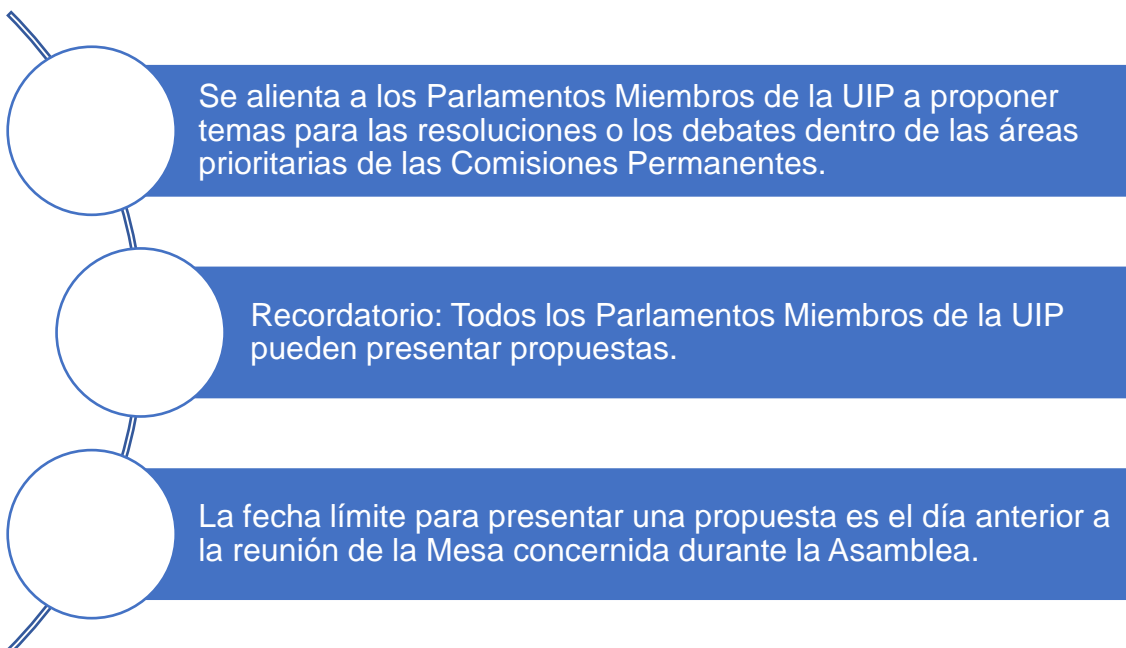 Se alienta a los Parlamentos Miembros de la UIP a proponer
temas para las resoluciones o los debates dentro de las áreas
prioritarias de las Comisiones Permanentes.
Recordatorio: Todos los Parlamentos Miembros de la UIP
pueden presentar propuestas.
La fecha límite para presentar una propuesta es el día anterior a
la reunión de la Mesa concernida durante la Asamblea.